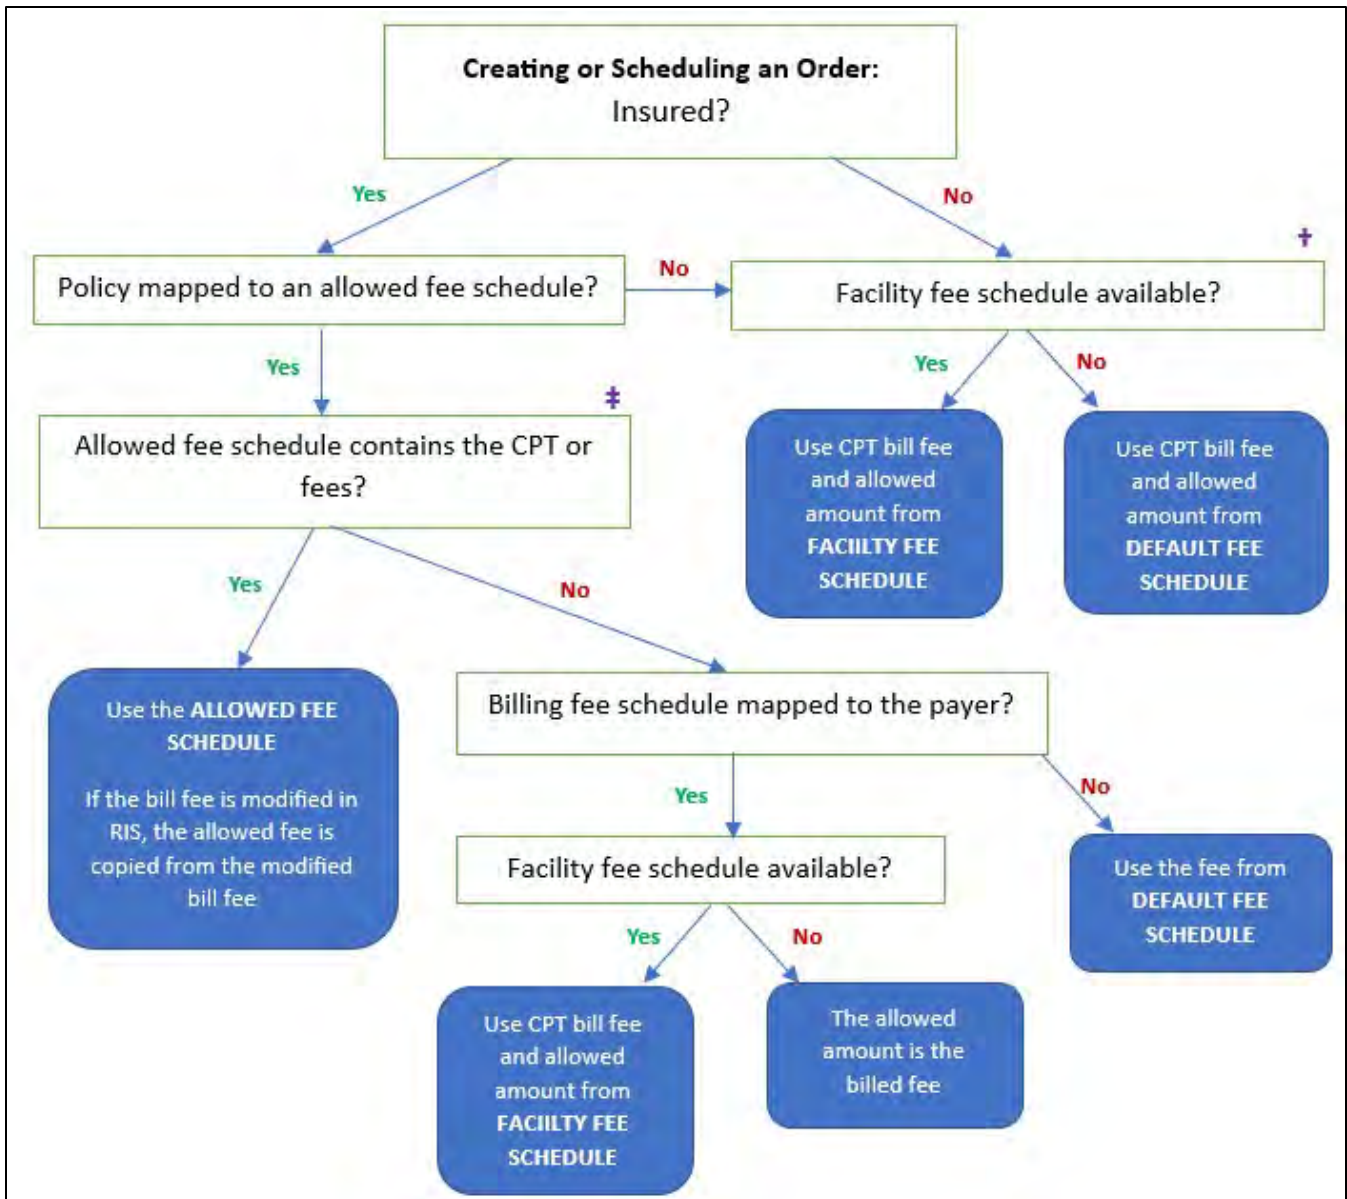 Creating or Scheduling an Order:
Insured?
Yes
No
‡
Policy mapped to an allowed fee schedule?
No
Facility fee schedule available?
Yes
Yes
No
‡
Allowed fee schedule contains the CPT or
fees?
Use CPT bill fee
and allowed
amount from
FACIILTY FEE
SCHEDULE
Use CPT bill fee
and allowed
amount from
DEFAULT FEE
SCHEDULE
Yes
No
Use the ALLOWED FEE
SCHEDULE
If the bill fee is modified in
RIS, the allowed fee is
copied from the modified
bill fee
Billing fee schedule mapped to the payer?
Yes
No
Facility fee schedule available?
Use the fee from
DEFAULT FEE
SCHEDULE
Yes
No
Use CPT bill fee
and allowed
amount from
FACIILTY FEE
SCHEDULE
The allowed
amount is the
billed fee